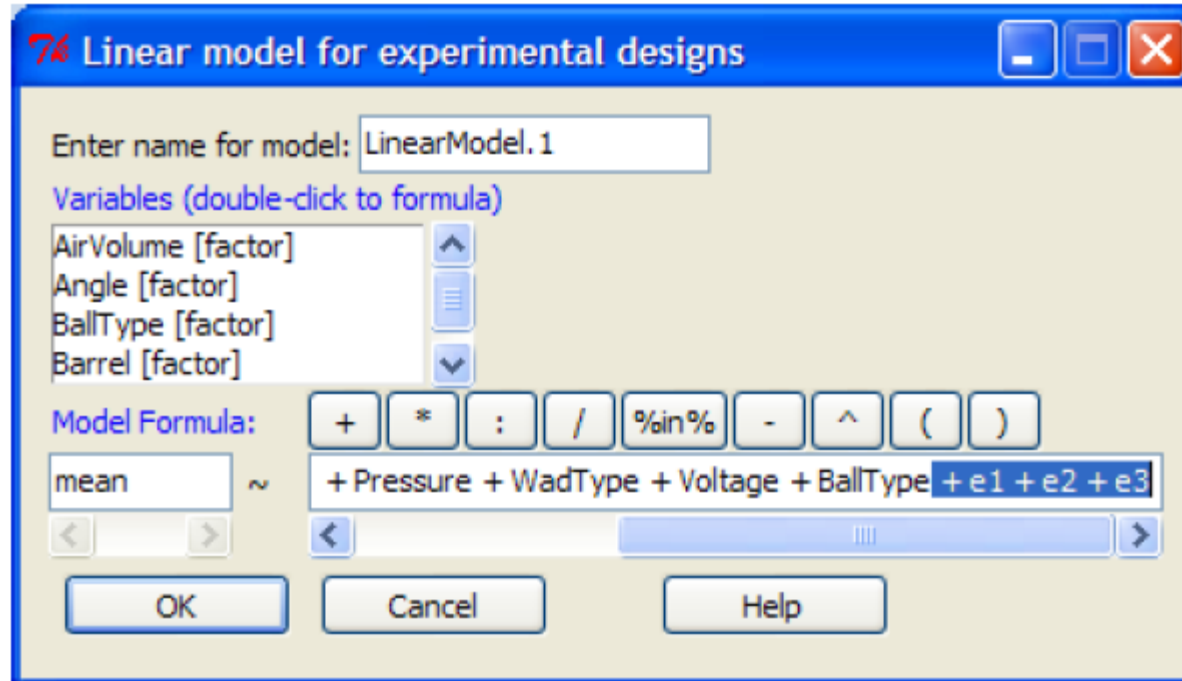 7k Linear model for experimental designs
Enter name for model: LinearModel.1
Variables (double-click to formula)
AirVolume [factor]
Angle [factor]
BallType [factor]
Barrel [factor]
Model Formula: + * : / %in% - ^ ( )
mean ~ + Pressure + WadType + Voltage + BallType + e1 + e2 + e3
OK Cancel Help